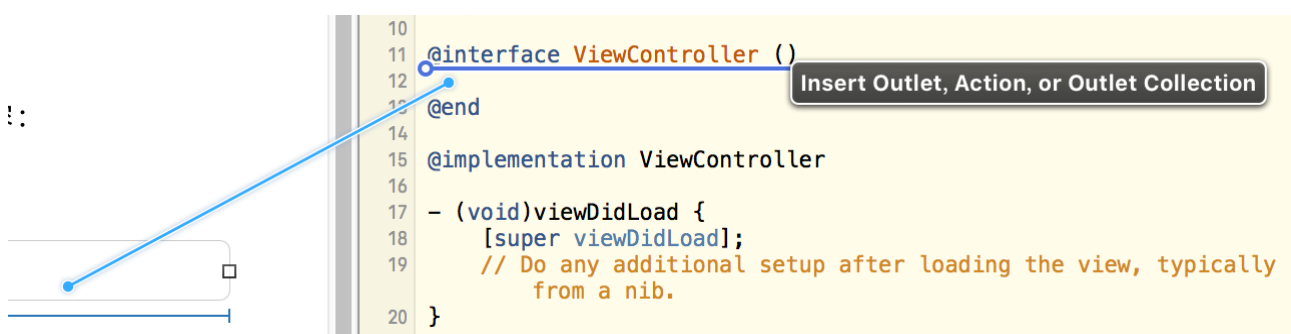 10
11 @interface ViewController ()
12
Insert Outlet, Action, or Outlet Collection
13 @end
:
14
15 @implementation ViewController
16
17 - (void)viewDidLoad {
18 [super viewDidLoad];
19 // Do any additional setup after loading the view, typically
from a nib.
20 }